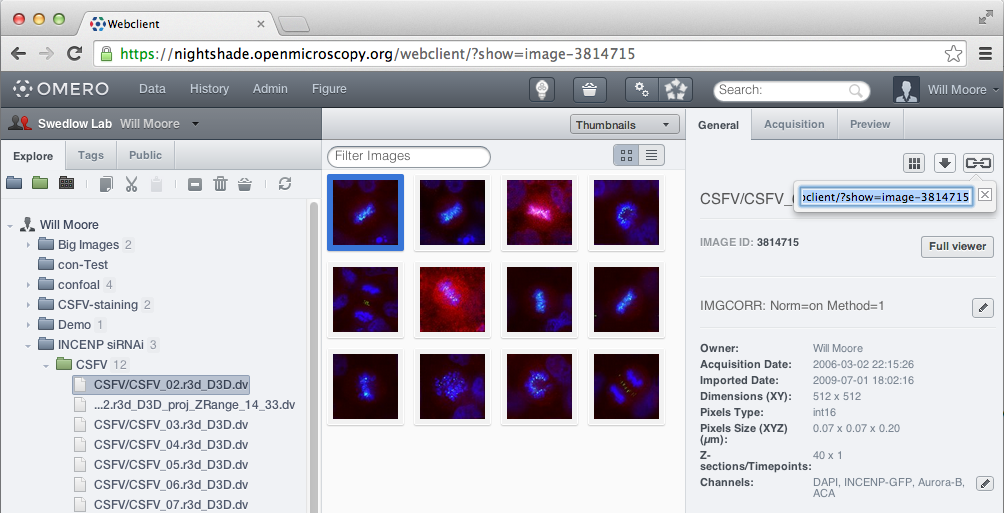 Webclient
https://nightshade.openmicroscopy.org/webclient/?show=image-3814715
OMERO Data History Admin Figure Search: Will Moore
Swedlow Lab Will Moore
Thumbnails
General Acquisition Preview
Explore Tags Public
Filter Images
CSFV/CSFV_
bclient/?show=image-3814715
IMAGE ID: 3814715
Full viewer
IMGCORR: Norm=on Method=1
Owner: Will Moore
Acquisition Date: 2006-03-02 22:15:26
Imported Date: 2009-07-01 18:02:16
Dimensions (XY): 512 x 512
Pixels Type: int16
Pixels Size (XYZ) 0.07 x 0.07 x 0.20
(µm):
Z- 40 x 1
sections/Timepoints:
Channels: DAPI, INCENP-GFP, Aurora-B,
ACA
Will Moore
Big Images 2
con-Test
confoal 4
CSFV-staining 2
Demo 1
INCENP siRNAi 3
CSFV 12
CSFV/CSFV_02.r3d_D3D.dv
...2.r3d_D3D_proj_ZRange_14_33.dv
CSFV/CSFV_03.r3d_D3D.dv
CSFV/CSFV_04.r3d_D3D.dv
CSFV/CSFV_05.r3d_D3D.dv
CSFV/CSFV_06.r3d_D3D.dv
CSFV/CSFV_07.r3d_D3D.dv